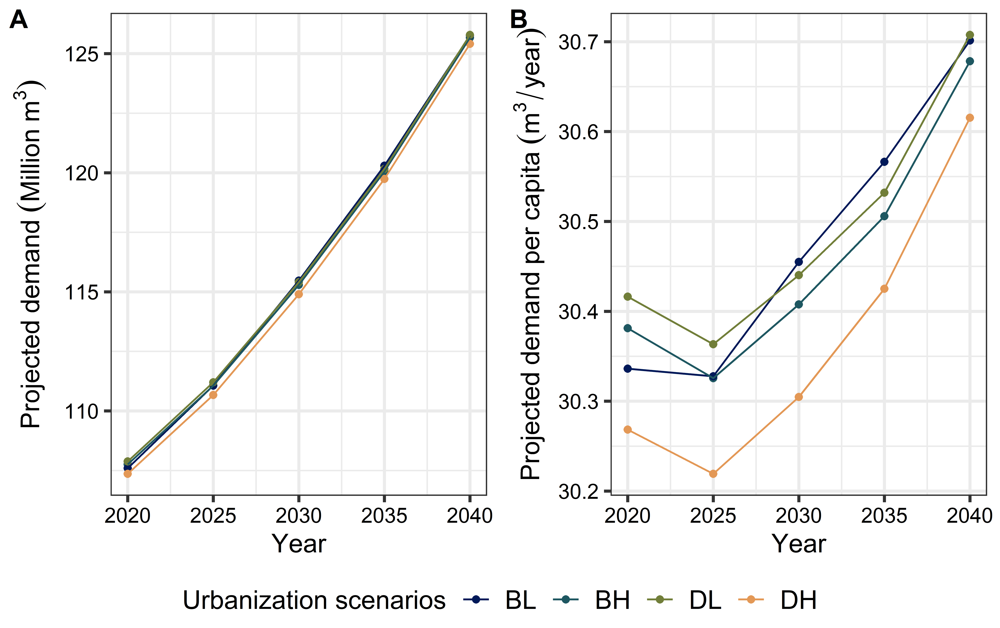 A
Projected demand (Million m³)
125
120
115
110
2020 2025 2030 2035 2040
Year
B
Projected demand per capita (m³/year)
30.7
30.6
30.5
30.4
30.3
30.2
2020 2025 2030 2035 2040
Year
Urbanization scenarios BL BH DL DH